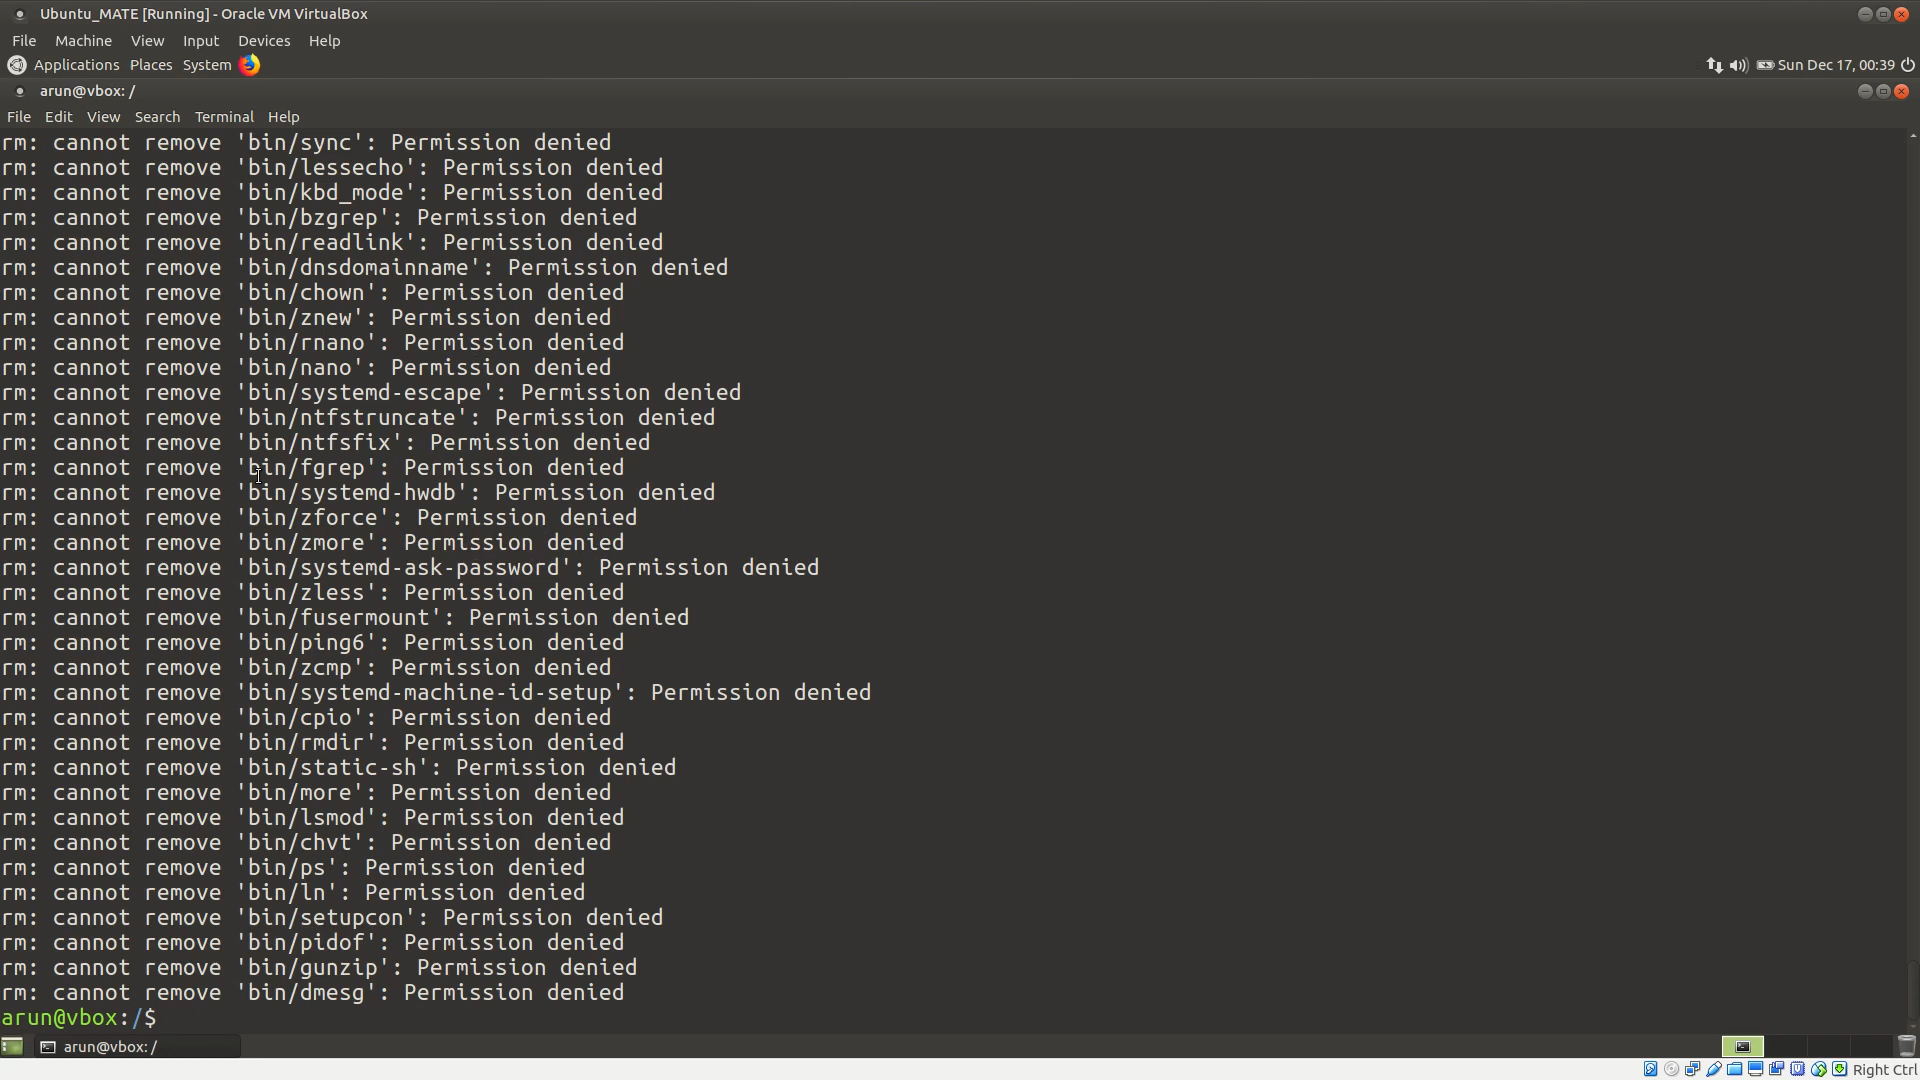 Ubuntu_MATE [Running] - Oracle VM VirtualBox
File Machine View Input Devices Help
Applications Places System Sun Dec 17, 00:39
arun@vbox: /
File Edit View Search Terminal Help
rm: cannot remove 'bin/sync': Permission denied
rm: cannot remove 'bin/lessecho': Permission denied
rm: cannot remove 'bin/kbd_mode': Permission denied
rm: cannot remove 'bin/bzgrep': Permission denied
rm: cannot remove 'bin/readlink': Permission denied
rm: cannot remove 'bin/dnsdomainname': Permission denied
rm: cannot remove 'bin/chown': Permission denied
rm: cannot remove 'bin/znew': Permission denied
rm: cannot remove 'bin/rnano': Permission denied
rm: cannot remove 'bin/nano': Permission denied
rm: cannot remove 'bin/systemd-escape': Permission denied
rm: cannot remove 'bin/ntfstruncate': Permission denied
rm: cannot remove 'bin/ntfsfix': Permission denied
rm: cannot remove 'bin/fgrep': Permission denied
rm: cannot remove 'bin/systemd-hwdb': Permission denied
rm: cannot remove 'bin/zforce': Permission denied
rm: cannot remove 'bin/zmore': Permission denied
rm: cannot remove 'bin/systemd-ask-password': Permission denied
rm: cannot remove 'bin/zless': Permission denied
rm: cannot remove 'bin/fusermount': Permission denied
rm: cannot remove 'bin/ping6': Permission denied
rm: cannot remove 'bin/zcmp': Permission denied
rm: cannot remove 'bin/systemd-machine-id-setup': Permission denied
rm: cannot remove 'bin/cpio': Permission denied
rm: cannot remove 'bin/rmdir': Permission denied
rm: cannot remove 'bin/static-sh': Permission denied
rm: cannot remove 'bin/more': Permission denied
rm: cannot remove 'bin/lsmod': Permission denied
rm: cannot remove 'bin/chvt': Permission denied
rm: cannot remove 'bin/ps': Permission denied
rm: cannot remove 'bin/ln': Permission denied
rm: cannot remove 'bin/setupcon': Permission denied
rm: cannot remove 'bin/pidof': Permission denied
rm: cannot remove 'bin/gunzip': Permission denied
rm: cannot remove 'bin/dmesg': Permission denied
arun@vbox:/$
arun@vbox: /
Right Ctrl